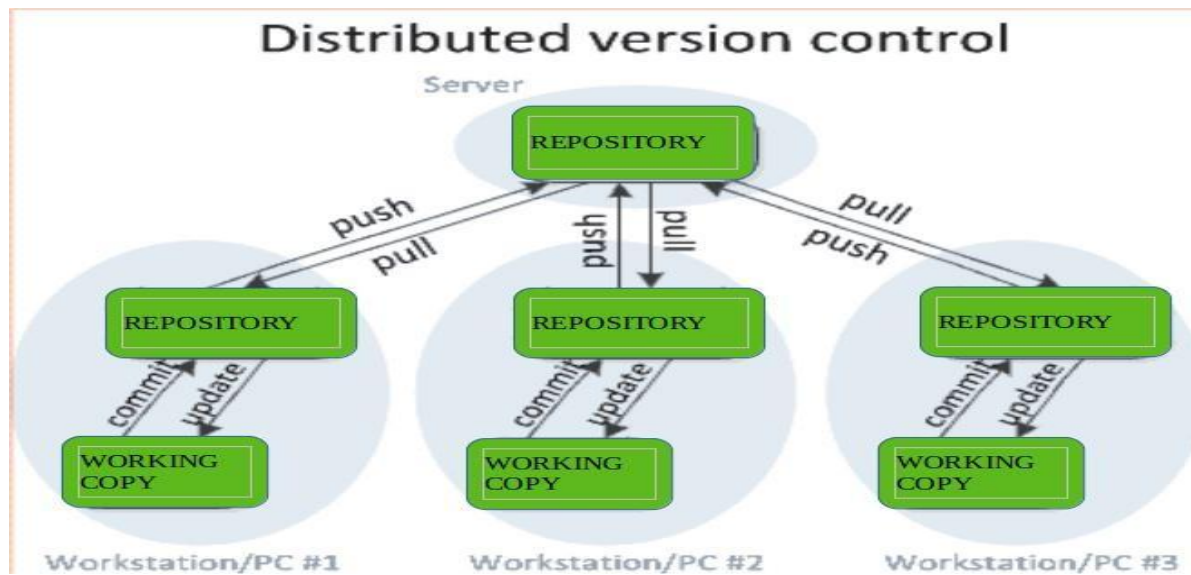 Distributed version control
Server
REPOSITORY
push
pull
push
pull
pull
push
REPOSITORY
REPOSITORY
REPOSITORY
commit
update
commit
update
commit
update
WORKING
COPY
WORKING
COPY
WORKING
COPY
Workstation/PC #1
Workstation/PC #2
Workstation/PC #3